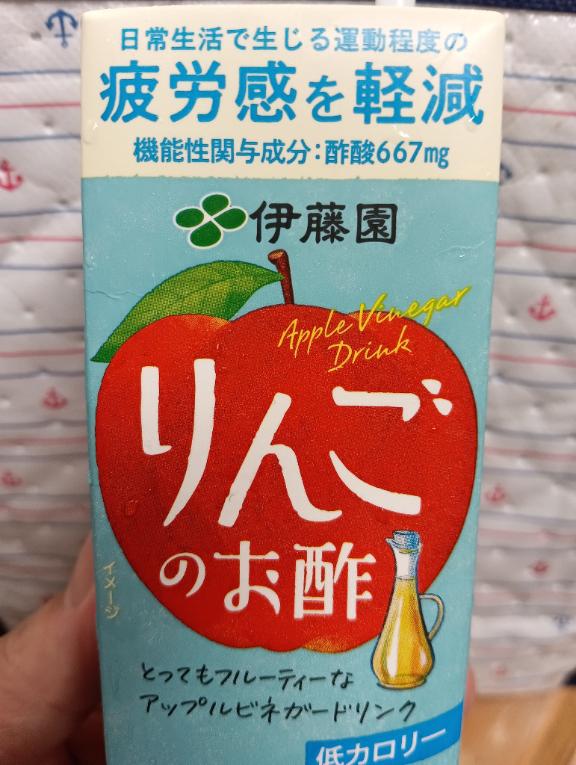 日常生活で生じる運動程度の
疲労感を軽減
機能性関与成分:酢酸667mg
伊藤園
Apple Vinegar
Drink
りんご
のお酢
イメージ
とってもフルーティーな
アップルビネガードリンク
低カロリー